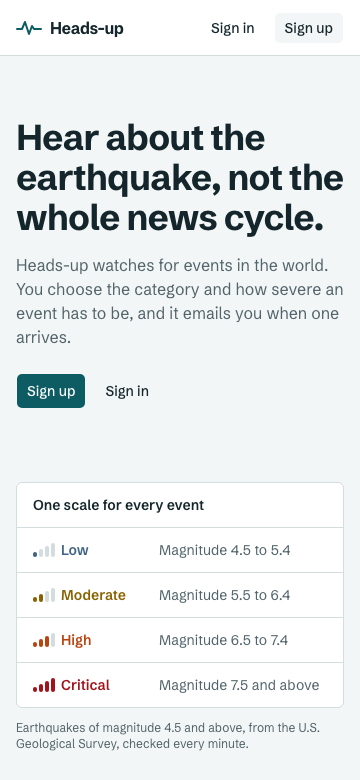 Heads-up
Sign in
Sign up
Hear about the
earthquake, not the
whole news cycle.
Heads-up watches for events in the world.
You choose the category and how severe an
event has to be, and it emails you when one
arrives.
Sign up
Sign in
One scale for every event
Low
Magnitude 4.5 to 5.4
Moderate
Magnitude 5.5 to 6.4
High
Magnitude 6.5 to 7.4
Critical
Magnitude 7.5 and above
Earthquakes of magnitude 4.5 and above, from the U.S.
Geological Survey, checked every minute.